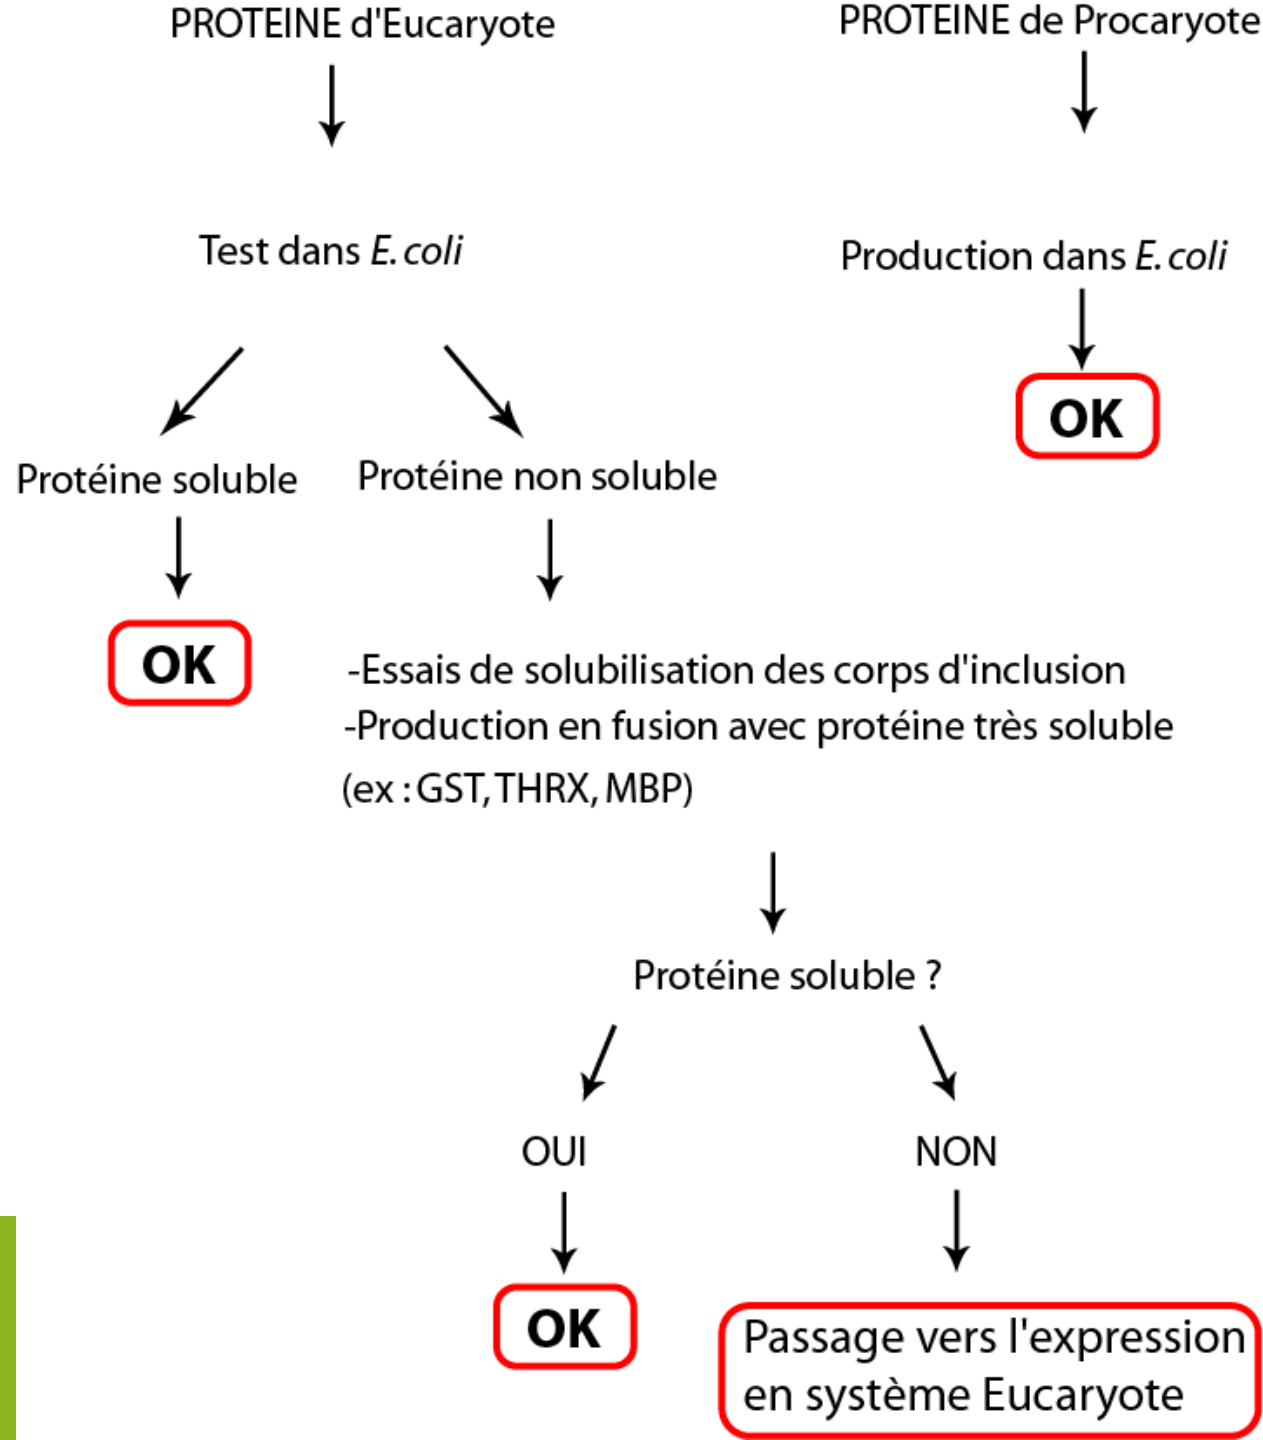 PROTEINE d'Eucaryote
PROTEINE de Procaryote
Test dans E. coli
Production dans E. coli
OK
Protéine soluble
Protéine non soluble
OK
-Essais de solubilisation des corps d'inclusion
-Production en fusion avec protéine très soluble
(ex : GST, THRX, MBP)
Protéine soluble ?
OUI
NON
OK
Passage vers l'expression
en système Eucaryote